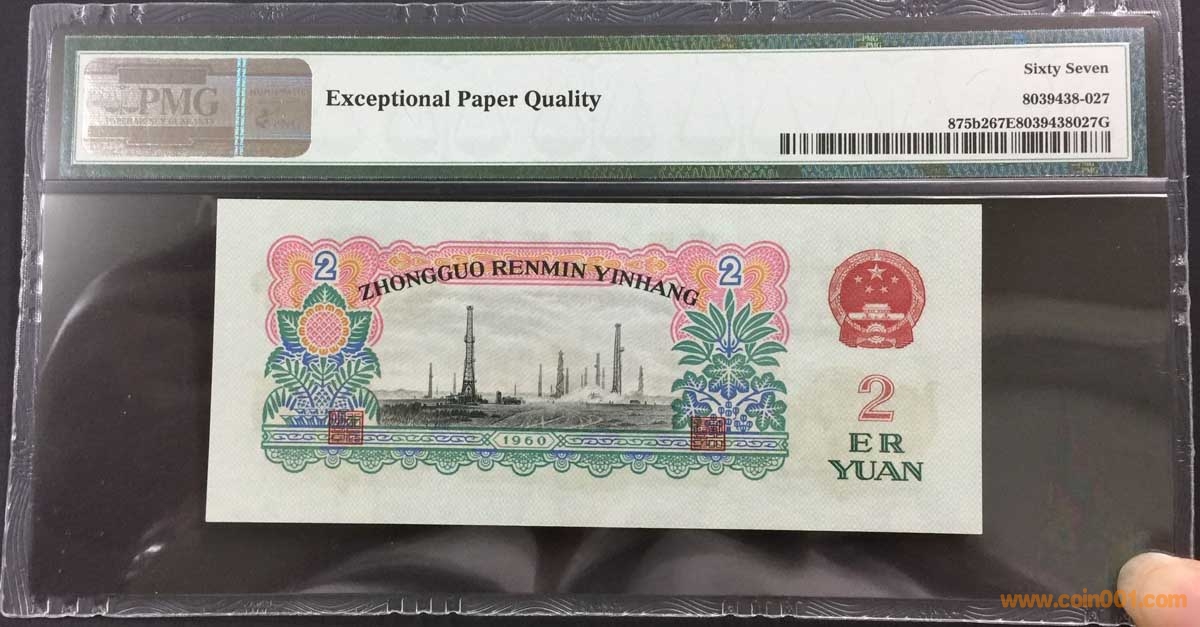 PMG
Exceptional Paper Quality
Sixty Seven
8039438-027
875b267E8039438027G
ZHONGGUO RENMIN YINHANG
2
2
1960
2
ER
YUAN
www.coin001.com